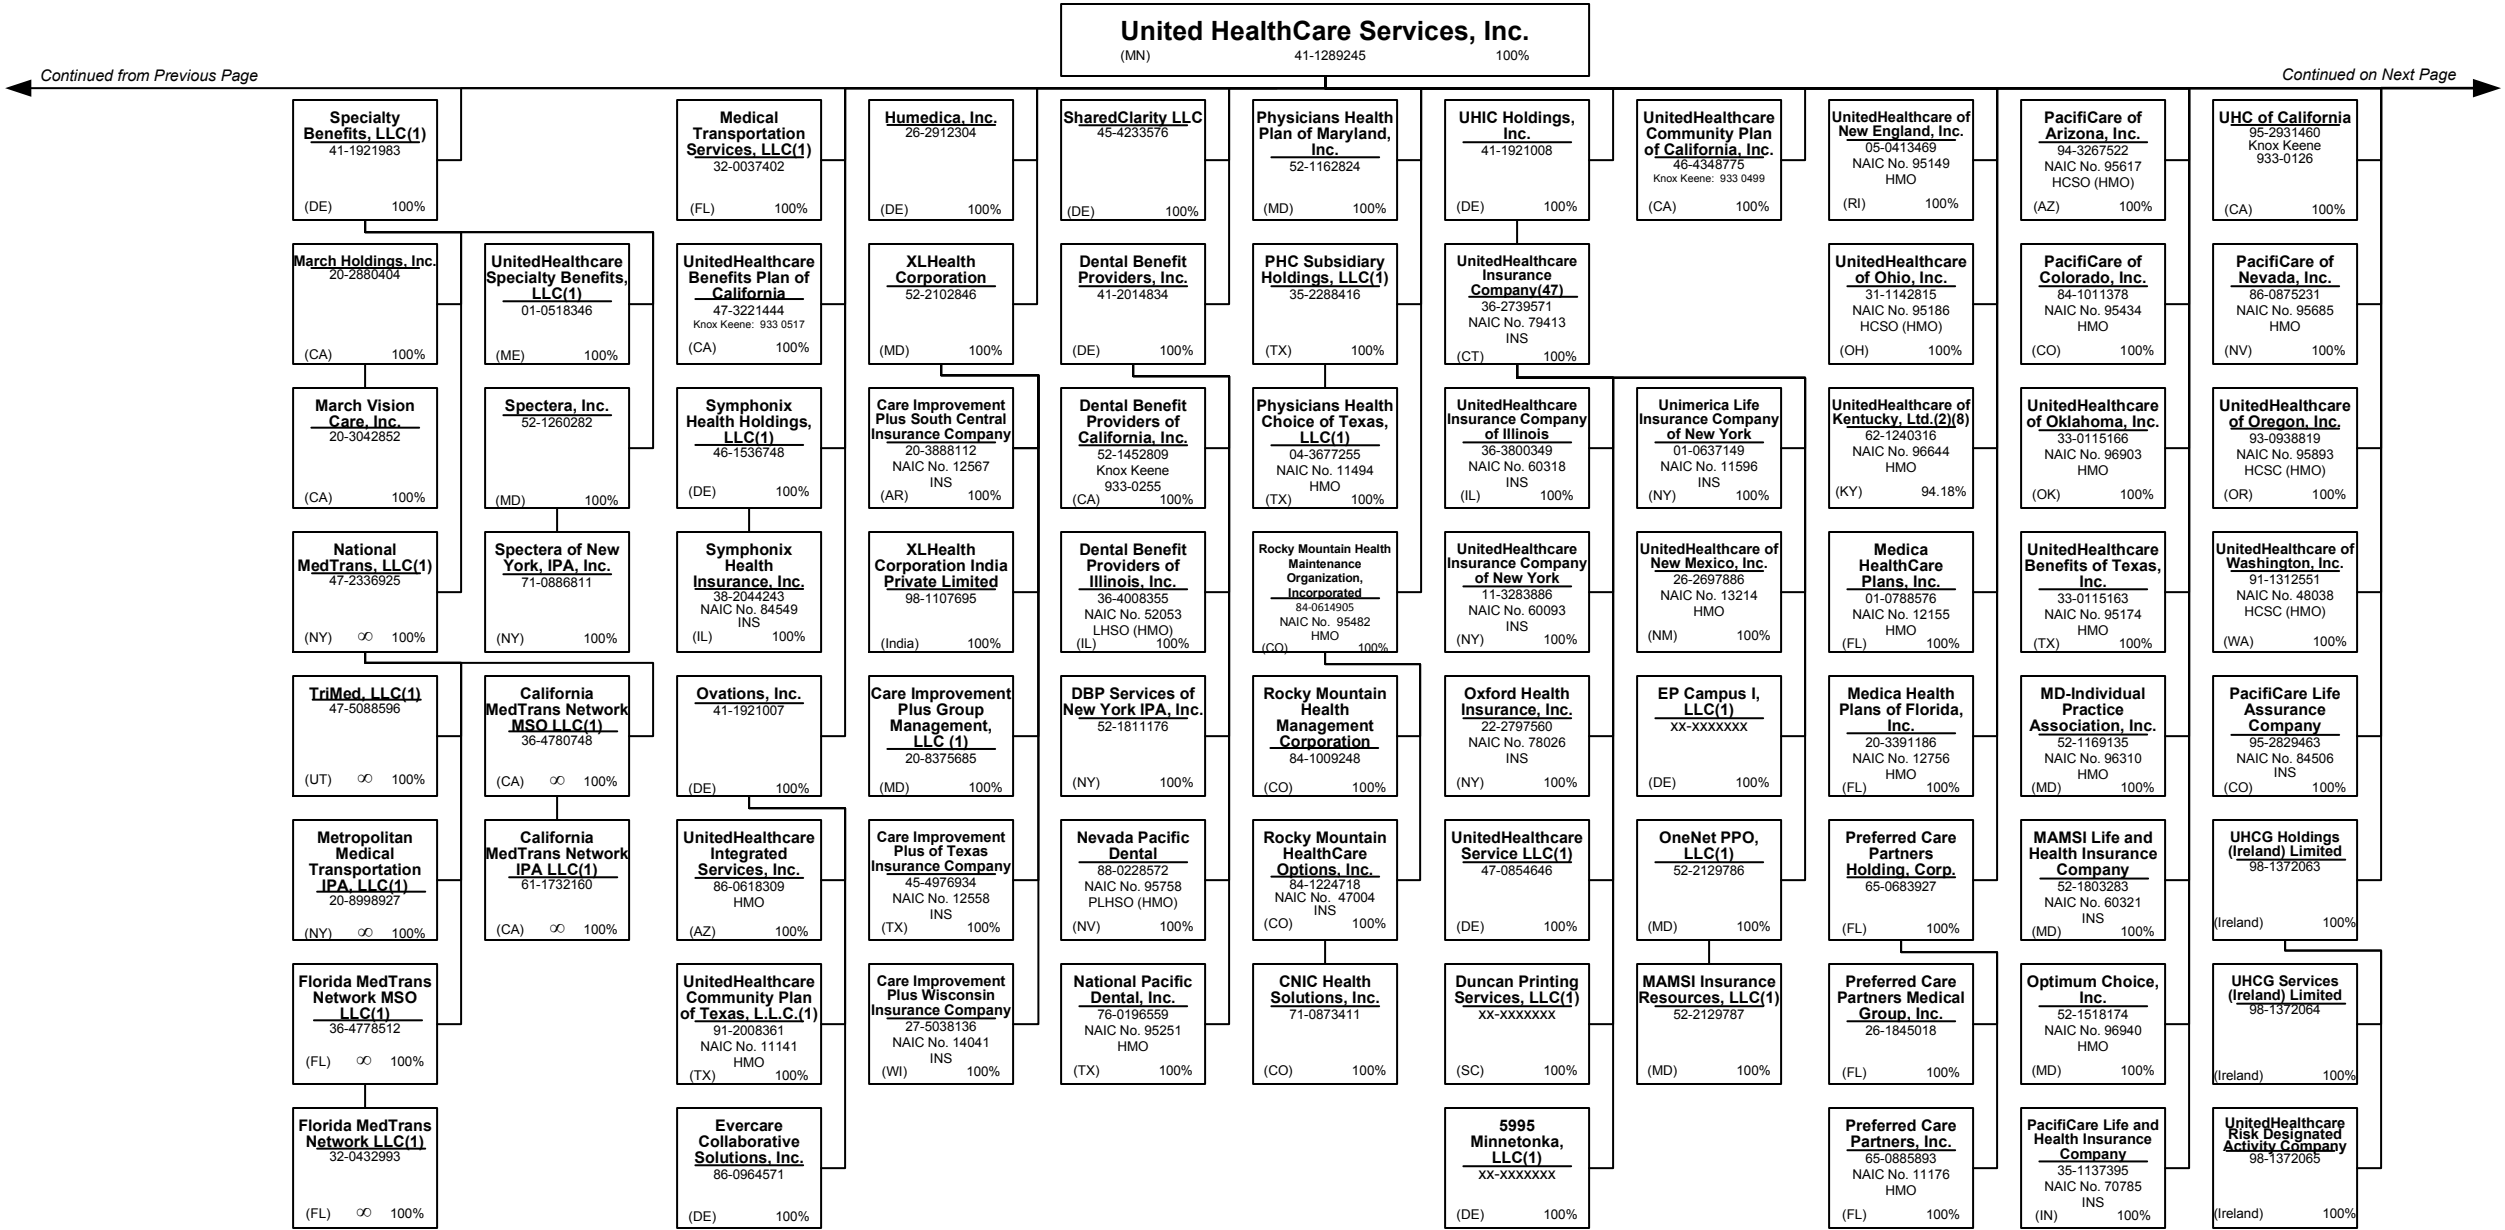 United HealthCare Services, Inc.
(MN) 41-1289245 100%
Continued from Previous Page
Continued on Next Page
Specialty
Benefits, LLC(1)
41-1921983
(DE) 100%
Medical
Transportation
Services, LLC(1)
32-0037402
(FL) 100%
Humedica, Inc.
26-2912304
(DE) 100%
SharedClarity LLC
45-4233576
(DE) 100%
Physicians Health
Plan of Maryland,
Inc.
52-1162824
(MD) 100%
UHIC Holdings,
Inc.
41-1921008
(DE) 100%
UnitedHealthcare
Community Plan
of California, Inc.
46-4348775
Knox Keene: 933 0499
(CA) 100%
UnitedHealthcare of
New England, Inc.
05-0413469
NAIC No. 95149
HMO
(RI) 100%
PacifiCare of
Arizona, Inc.
94-3267522
NAIC No. 95617
HCSO (HMO)
(AZ) 100%
UHC of California
95-2931460
Knox Keene
933-0126
(CA) 100%
March Holdings, Inc.
20-2880404
(CA) 100%
UnitedHealthcare
Specialty Benefits,
LLC(1)
01-0518346
(ME) 100%
UnitedHealthcare
Benefits Plan of
California
47-3221444
Knox Keene: 933 0517
(CA) 100%
XLHealth
Corporation
52-2102846
(MD) 100%
Dental Benefit
Providers, Inc.
41-2014834
(DE) 100%
PHC Subsidiary
Holdings, LLC(1)
35-2288416
(TX) 100%
UnitedHealthcare
Insurance
Company(47)
36-2739571
NAIC No. 79413
INS
(CT) 100%
UnitedHealthcare
of Ohio, Inc.
31-1142815
NAIC No. 95186
HCSO (HMO)
(OH) 100%
PacifiCare of
Colorado, Inc.
84-1011378
NAIC No. 95434
HMO
(CO) 100%
PacifiCare of
Nevada, Inc.
86-0875231
NAIC No. 95685
HMO
(NV) 100%
March Vision
Care, Inc.
20-3042852
(CA) 100%
Spectera, Inc.
52-1260282
(MD) 100%
Symphonix
Health Holdings,
LLC(1)
46-1536748
(DE) 100%
Care Improvement
Plus South Central
Insurance Company
20-3888112
NAIC No. 12567
INS
(AR) 100%
Dental Benefit
Providers of
California, Inc.
52-1452809
Knox Keene
933-0255
(CA) 100%
Physicians Health
Choice of Texas,
LLC(1)
04-3677255
NAIC No. 11494
HMO
(TX) 100%
UnitedHealthcare
Insurance Company
of Illinois
36-3800349
NAIC No. 60318
INS
(IL) 100%
Unimerica Life
Insurance Company
of New York
01-0637149
NAIC No. 11596
INS
(NY) 100%
UnitedHealthcare of
Kentucky, Ltd.(2)(8)
62-1240316
NAIC No. 96644
HMO
(KY) 94.18%
UnitedHealthcare
of Oklahoma, Inc.
33-0115166
NAIC No. 96903
HMO
(OK) 100%
UnitedHealthcare
of Oregon, Inc.
93-0938819
NAIC No. 95893
HCSC (HMO)
(OR) 100%
National
MedTrans, LLC(1)
47-2336925
(NY) ∞ 100%
Spectera of New
York, IPA, Inc.
71-0886811
(NY) 100%
Symphonix
Health
Insurance, Inc.
38-2044243
NAIC No. 84549
INS
(IL) 100%
XLHealth
Corporation India
Private Limited
98-1107695
(India) 100%
Dental Benefit
Providers of
Illinois, Inc.
36-4008355
NAIC No. 52053
LHSO (HMO)
(IL) 100%
Rocky Mountain Health
Maintenance
Organization,
Incorporated
84-0614905
NAIC No. 95482
HMO
(CO) 100%
UnitedHealthcare
Insurance Company
of New York
11-3283886
NAIC No. 60093
INS
(NY) 100%
UnitedHealthcare of
New Mexico, Inc.
26-2697886
NAIC No. 13214
HMO
(NM) 100%
Medica
HealthCare
Plans, Inc.
01-0788576
NAIC No. 12155
HMO
(FL) 100%
UnitedHealthcare
Benefits of Texas,
Inc.
33-0115163
NAIC No. 95174
HMO
(TX) 100%
UnitedHealthcare of
Washington, Inc.
91-1312551
NAIC No. 48038
HCSC (HMO)
(WA) 100%
TriMed, LLC(1)
47-5088596
(UT) ∞ 100%
California
MedTrans Network
MSO LLC(1)
36-4780748
(CA) ∞ 100%
Ovations, Inc.
41-1921007
(DE) 100%
Care Improvement
Plus Group
Management,
LLC (1)
20-8375685
(MD) 100%
DBP Services of
New York IPA, Inc.
52-1811176
(NY) 100%
Rocky Mountain
Health
Management
Corporation
84-1009248
(CO) 100%
Oxford Health
Insurance, Inc.
22-2797560
NAIC No. 78026
INS
(NY) 100%
EP Campus I,
LLC(1)
xx-xxxxxxx
(DE) 100%
Medica Health
Plans of Florida,
Inc.
20-3391186
NAIC No. 12756
HMO
(FL) 100%
MD-Individual
Practice
Association, Inc.
52-1169135
NAIC No. 96310
HMO
(MD) 100%
PacifiCare Life
Assurance
Company
95-2829463
NAIC No. 84506
INS
(CO) 100%
Metropolitan
Medical
Transportation
IPA, LLC(1)
20-8998927
(NY) ∞ 100%
California
MedTrans Network
IPA LLC(1)
61-1732160
(CA) ∞ 100%
UnitedHealthcare
Integrated
Services, Inc.
86-0618309
HMO
(AZ) 100%
Care Improvement
Plus of Texas
Insurance Company
45-4976934
NAIC No. 12558
INS
(TX) 100%
Nevada Pacific
Dental
88-0228572
NAIC No. 95758
PLHSO (HMO)
(NV) 100%
Rocky Mountain
HealthCare
Options, Inc.
84-1224718
NAIC No. 47004
INS
(CO) 100%
UnitedHealthcare
Service LLC(1)
47-0854646
(DE) 100%
OneNet PPO,
LLC(1)
52-2129786
(MD) 100%
Preferred Care
Partners
Holding, Corp.
65-0683927
(FL) 100%
MAMSI Life and
Health Insurance
Company
52-1803283
NAIC No. 60321
INS
(MD) 100%
UHCG Holdings
(Ireland) Limited
98-1372063
(Ireland) 100%
Florida MedTrans
Network MSO
LLC(1)
36-4778512
(FL) ∞ 100%
UnitedHealthcare
Community Plan
of Texas, L.L.C.(1)
91-2008361
NAIC No. 11141
HMO
(TX) 100%
Care Improvement
Plus Wisconsin
Insurance Company
27-5038136
NAIC No. 14041
INS
(WI) 100%
National Pacific
Dental, Inc.
76-0196559
NAIC No. 95251
HMO
(TX) 100%
CNIC Health
Solutions, Inc.
71-0873411
(CO) 100%
Duncan Printing
Services, LLC(1)
xx-xxxxxxx
(SC) 100%
MAMSI Insurance
Resources, LLC(1)
52-2129787
(MD) 100%
Preferred Care
Partners Medical
Group, Inc.
26-1845018
(FL) 100%
Optimum Choice,
Inc.
52-1518174
NAIC No. 96940
HMO
(MD) 100%
UHCG Services
(Ireland) Limited
98-1372064
(Ireland) 100%
Florida MedTrans
Network LLC(1)
32-0432993
(FL) ∞ 100%
Evercare
Collaborative
Solutions, Inc.
86-0964571
(DE) 100%
5995
Minnetonka,
LLC(1)
xx-xxxxxxx
(DE) 100%
Preferred Care
Partners, Inc.
65-0885893
NAIC No. 11176
HMO
(FL) 100%
PacifiCare Life and
Health Insurance
Company
35-1137395
NAIC No. 70785
INS
(IN) 100%
UnitedHealthcare
Risk Designated
Activity Company
98-1372065
(Ireland) 100%